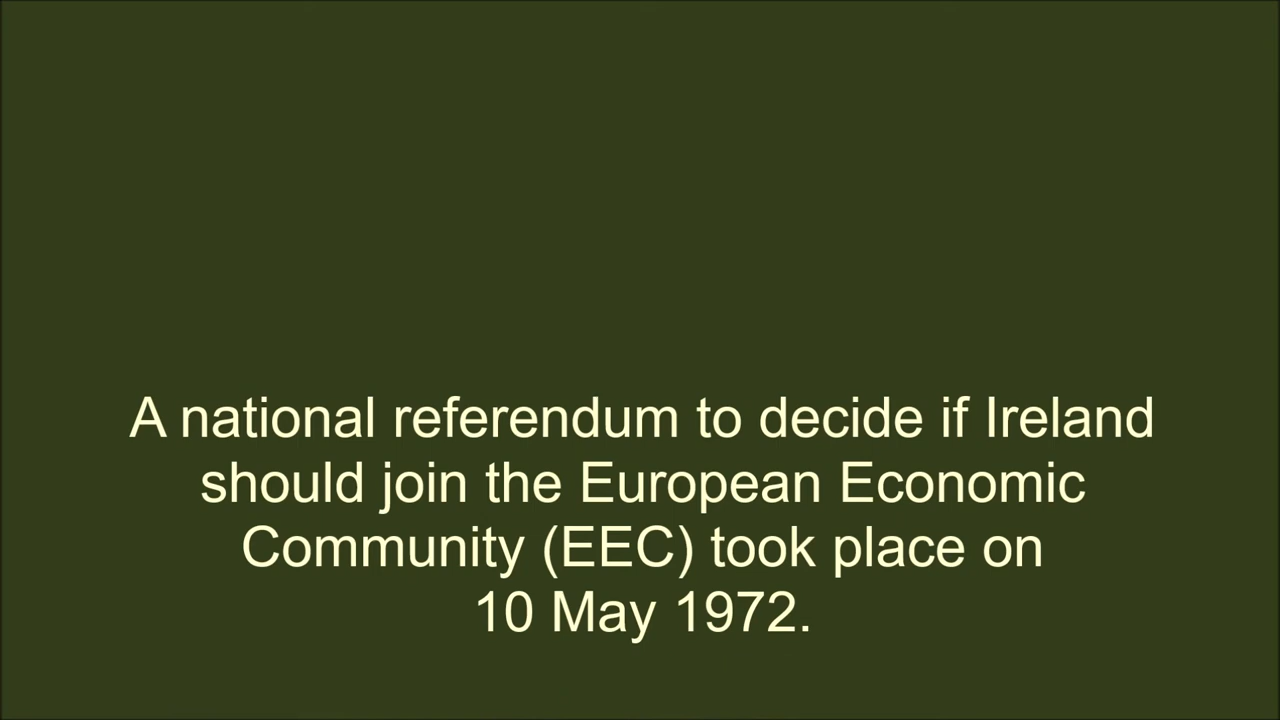 A national referendum to decide if Ireland
should join the European Economic
Community (EEC) took place on
10 May 1972.